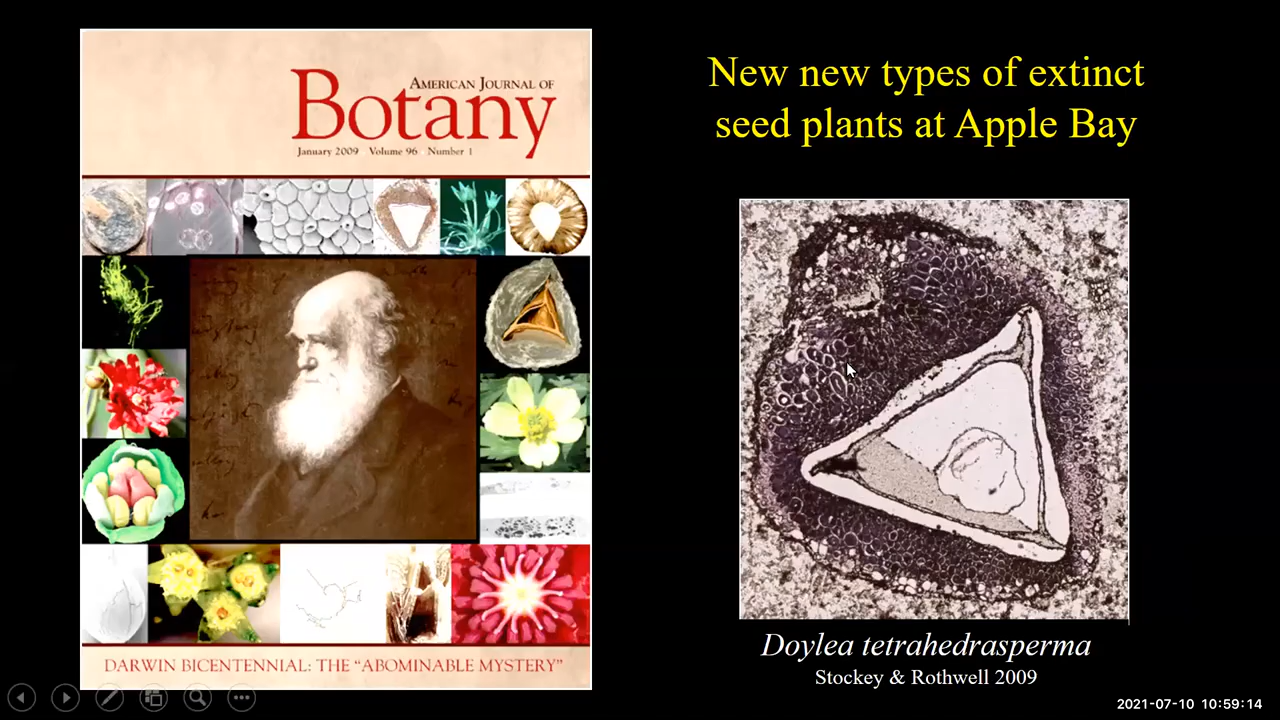 AMERICAN JOURNAL OF
Botany
January 2009 Volume 96 Number 1
DARWIN BICENTENNIAL: THE “ABOMINABLE MYSTERY”
New new types of extinct
seed plants at Apple Bay
Doylea tetrahedrasperma
Stockey & Rothwell 2009
2021-07-10 10:59:14